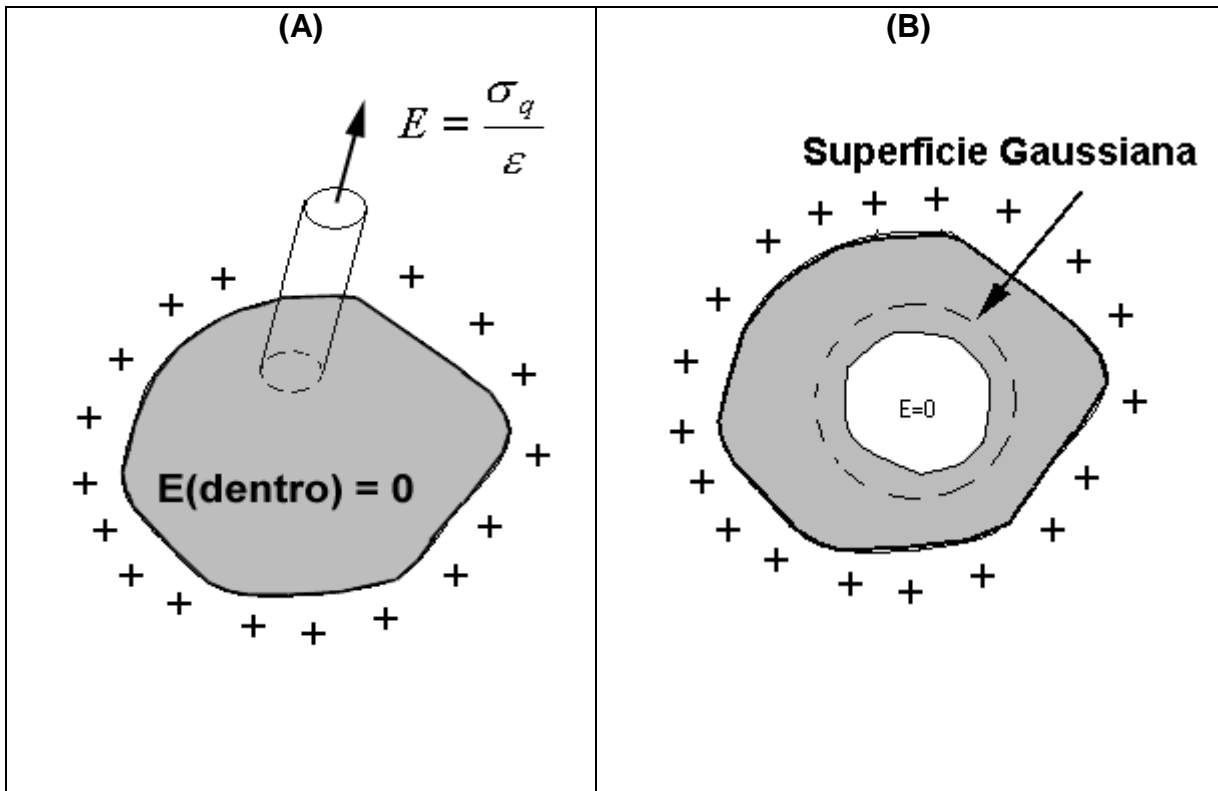 (A)
E = σ_q / ε
E(dentro) = 0
(B)
Superficie Gaussiana
E=0